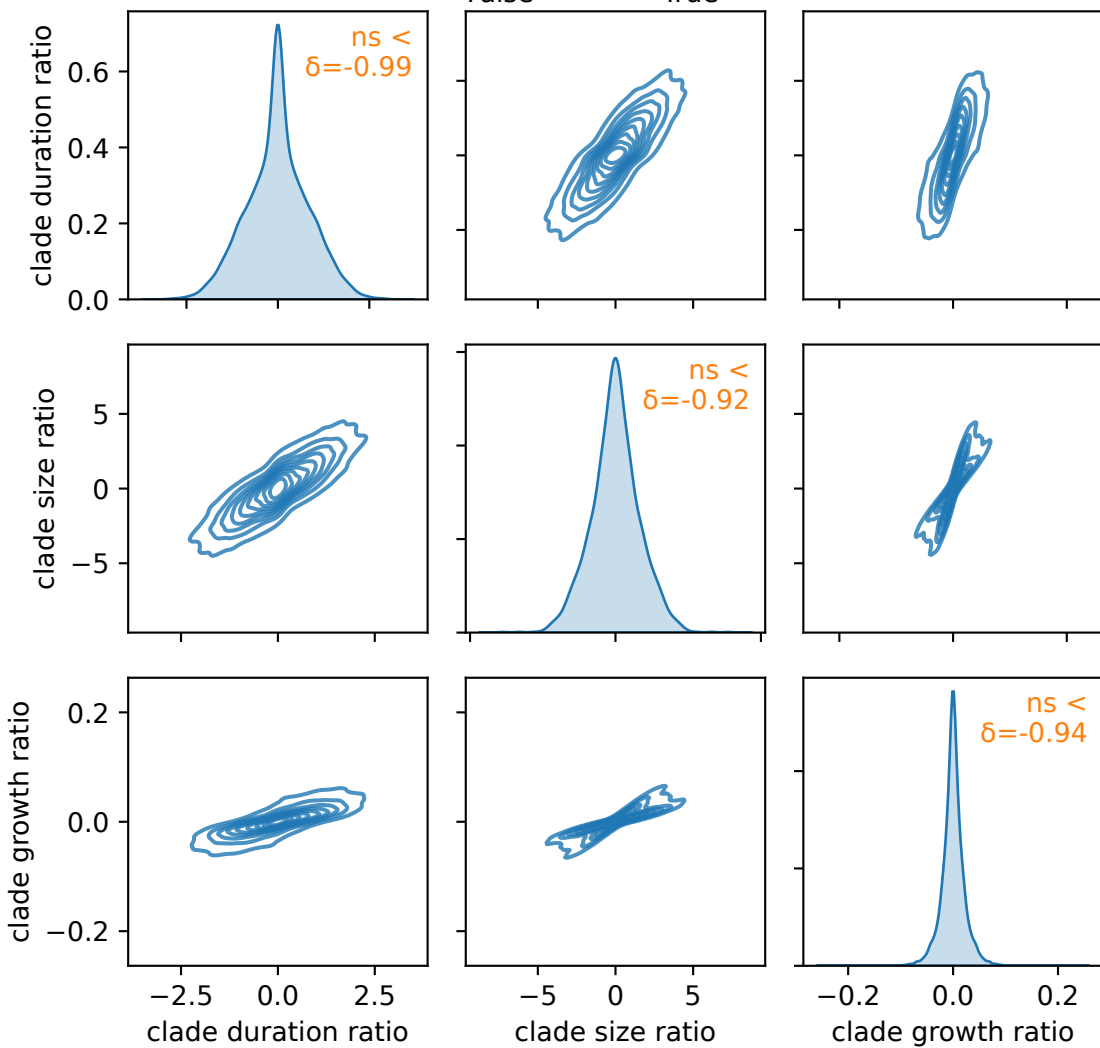 clade duration ratio
0.6
0.4
0.2
0.0
ns <
δ=-0.99
clade size ratio
5
0
−5
ns <
δ=-0.92
clade growth ratio
0.2
0.0
−0.2
ns <
δ=-0.94
−2.5 0.0 2.5
−5 0 5
−0.2 0.0 0.2
clade duration ratio
clade size ratio
clade growth ratio